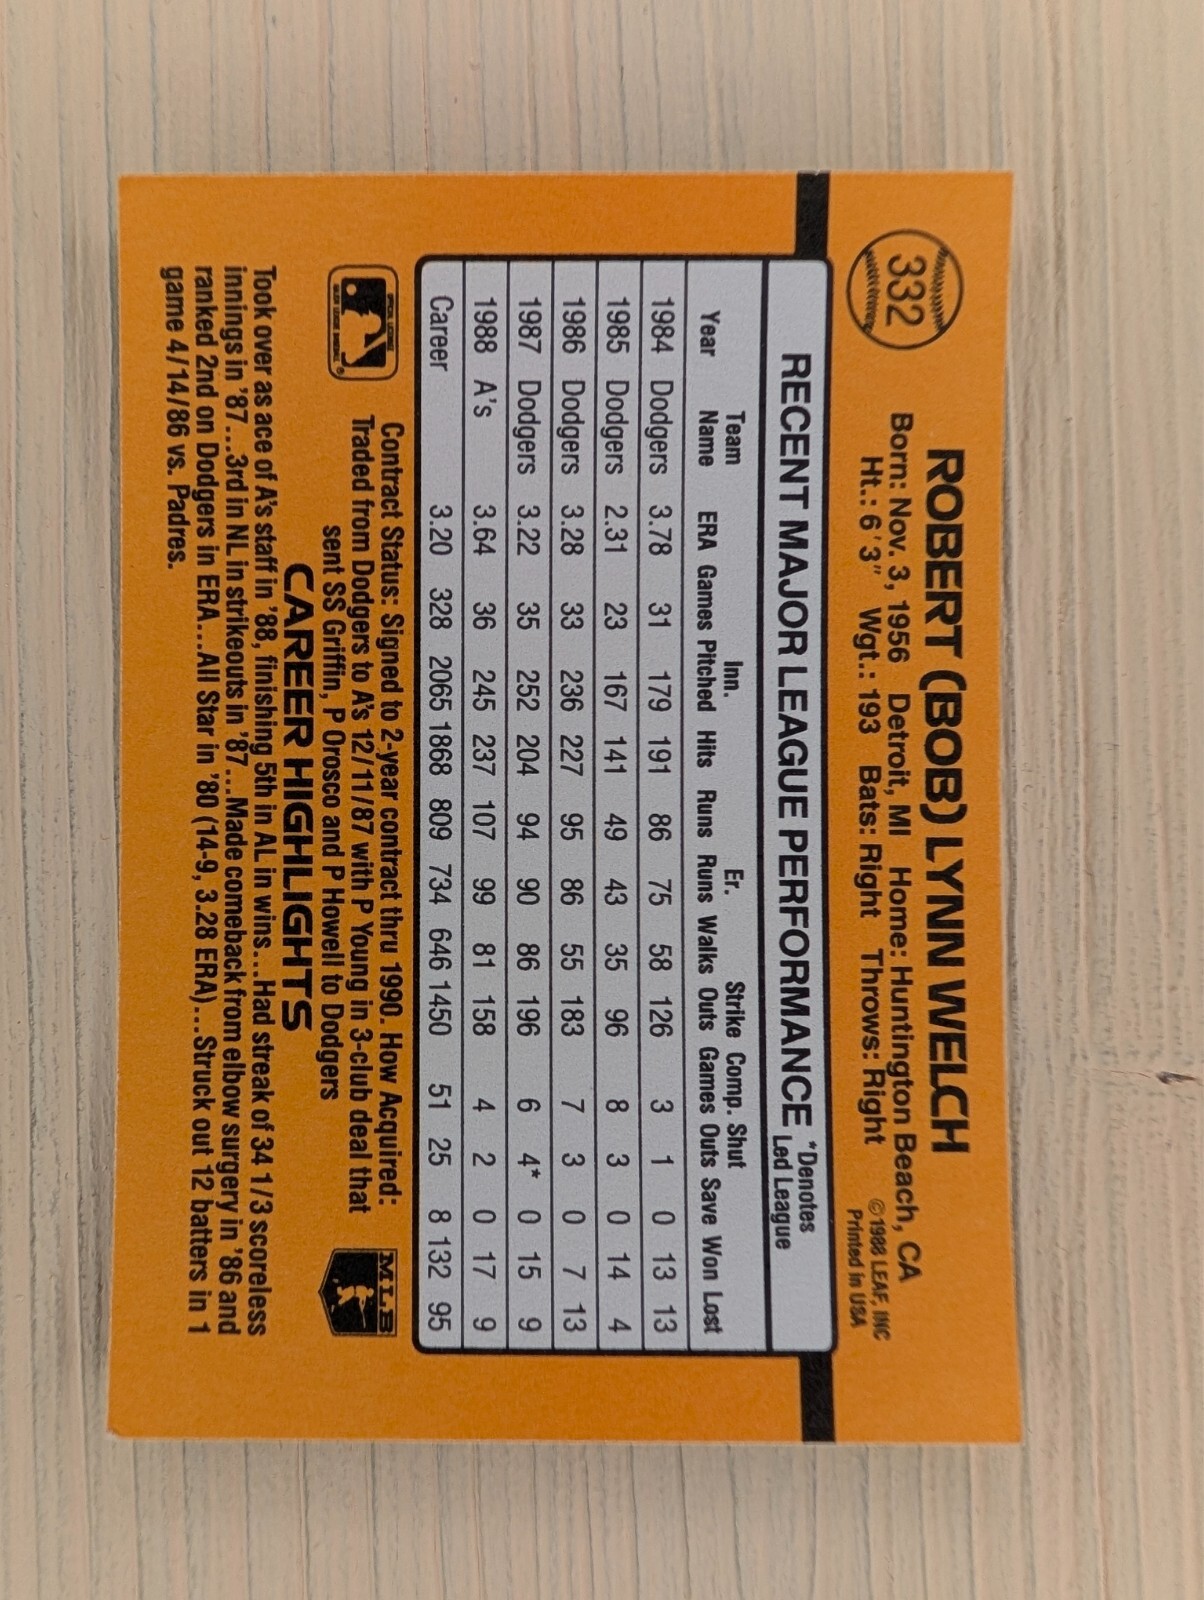 332
ROBERT (BOB) LYNN WELCH
Born: Nov. 3, 1956 Detroit, MI Home: Huntington Beach, CA
Ht.: 6'3" Wgt.: 193 Bats: Right Throws: Right
©1988 LEAF, INC
Printed in USA
RECENT MAJOR LEAGUE PERFORMANCE
*Denotes
Led League
Team Inn. Er. Strike Comp. Shut
Year Name ERA Games Pitched Hits Runs Runs Walks Outs Games Outs Save Won Lost
1984 Dodgers 3.78 31 179 191 86 75 58 126 3 1 0 13 13
1985 Dodgers 2.31 23 167 141 49 43 35 96 8 3 0 14 4
1986 Dodgers 3.28 33 236 227 95 86 55 183 7 3 0 7 13
1987 Dodgers 3.22 35 252 204 94 90 86 196 6 4* 0 15 9
1988 A's 3.64 36 245 237 107 99 81 158 4 2 0 17 9
Career 3.20 328 2065 1868 809 734 646 1450 51 25 8 132 95
Contract Status: Signed to 2-year contract thru 1990. How Acquired:
Traded from Dodgers to A's 12/11/87 with P Young in 3-club deal that
sent SS Griffin, P Orosco and P Howell to Dodgers
MLB
CAREER HIGHLIGHTS
Took over as ace of A's staff in '88, finishing 5th in AL in wins...Had streak of 34 1/3 scoreless
innings in '87...3rd in NL in strikeouts in '87...Made comeback from elbow surgery in '86 and
ranked 2nd on Dodgers in ERA...All Star in '80 (14-9, 3.28 ERA)...Struck out 12 batters in 1
game 4/14/86 vs. Padres.